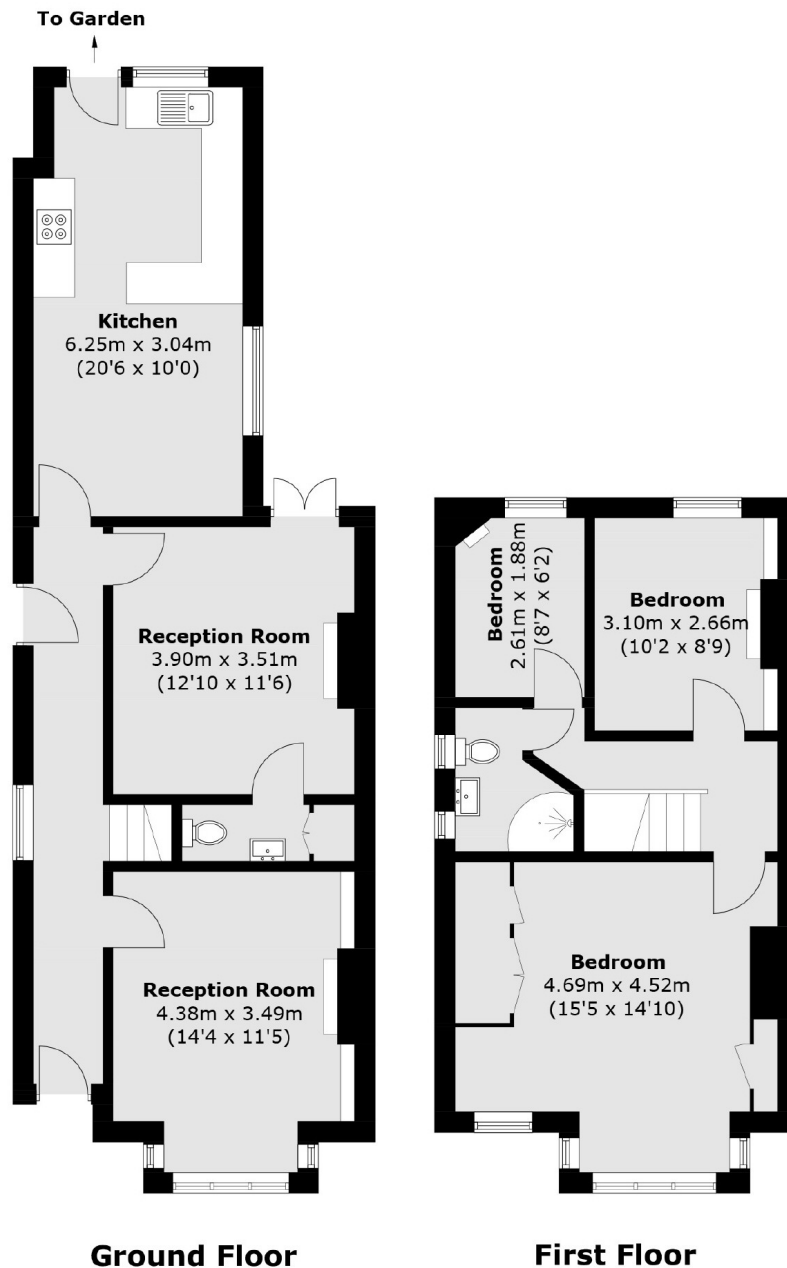 To Garden
Kitchen
6.25m x 3.04m
(20'6 x 10'0)
Reception Room
3.90m x 3.51m
(12'10 x 11'6)
Reception Room
4.38m x 3.49m
(14'4 x 11'5)
Ground Floor
Bedroom
2.61m x 1.88m
(8'7 x 6'2)
Bedroom
3.10m x 2.66m
(10'2 x 8'9)
Bedroom
4.69m x 4.52m
(15'5 x 14'10)
First Floor